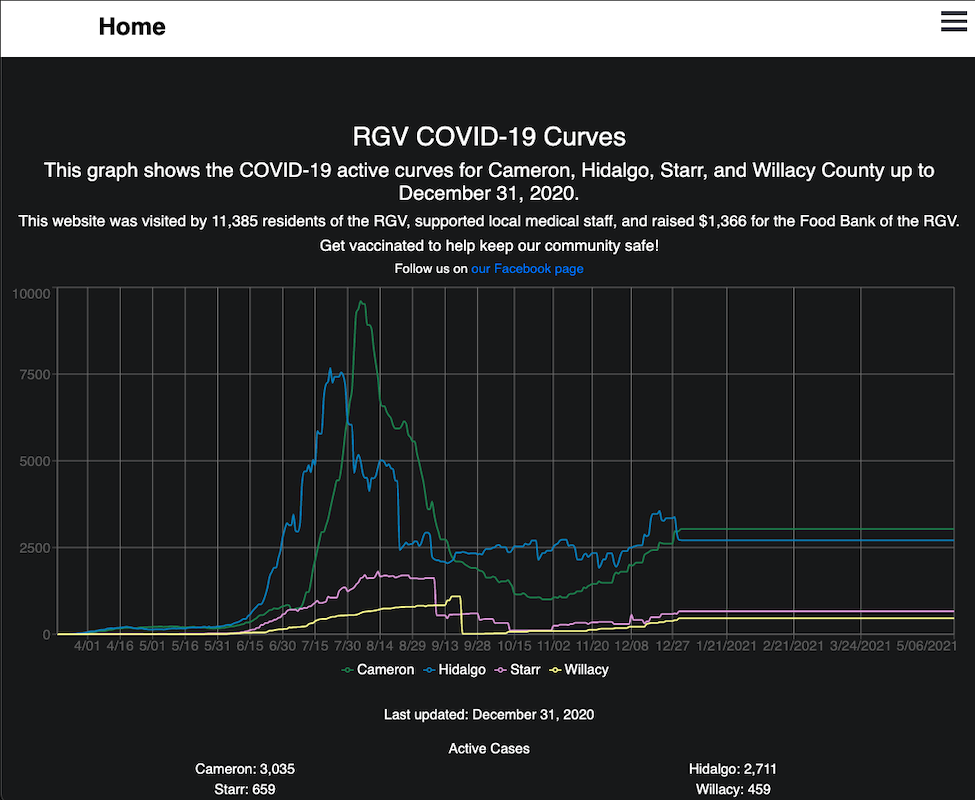 Home
RGV COVID-19 Curves
This graph shows the COVID-19 active curves for Cameron, Hidalgo, Starr, and Willacy County up to
December 31, 2020.
This website was visited by 11,385 residents of the RGV, supported local medical staff, and raised $1,366 for the Food Bank of the RGV.
Get vaccinated to help keep our community safe!
Follow us on our Facebook page
10000
7500
5000
2500
0
4/01 4/16 5/01 5/16 5/31 6/15 6/30 7/15 7/30 8/14 8/29 9/13 9/28 10/15 11/02 11/20 12/08 12/27 1/21/2021 2/21/2021 3/24/2021 5/06/2021
Cameron Hidalgo Starr Willacy
Last updated: December 31, 2020
Active Cases
Cameron: 3,035 Hidalgo: 2,711
Starr: 659 Willacy: 459